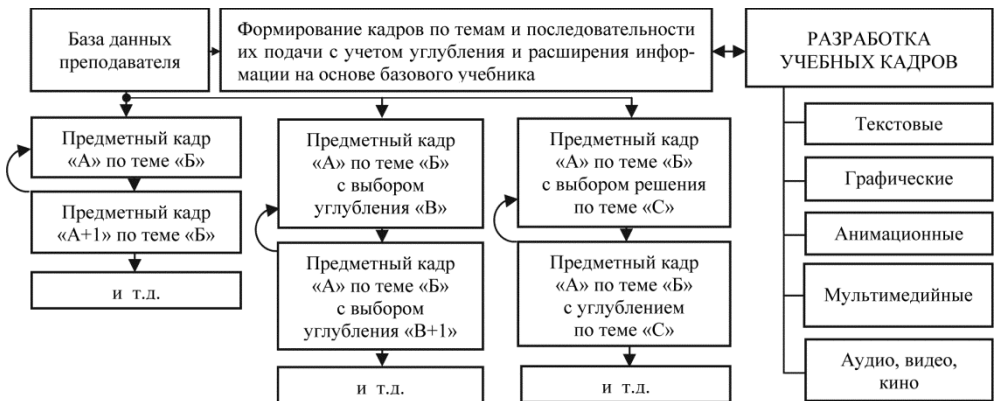 База данных
преподавателя
Формирование кадров по темам и последовательности
их подачи с учетом углубления и расширения инфор-
мации на основе базового учебника
РАЗРАБОТКА
УЧЕБНЫХ КАДРОВ
Предметный кадр
«А» по теме «Б»
Предметный кадр
«А+1» по теме «Б»
и т.д.
Предметный кадр
«А» по теме «Б»
с выбором
углубления «В»
Предметный кадр
«А» по теме «Б»
с выбором
углубления «В+1»
и т.д.
Предметный кадр
«А» по теме «Б»
с выбором решения
по теме «С»
Предметный кадр
«А» по теме «Б»
с углублением
по теме «С»
и т.д.
Текстовые
Графические
Анимационные
Мультимедийные
Аудио, видео,
кино